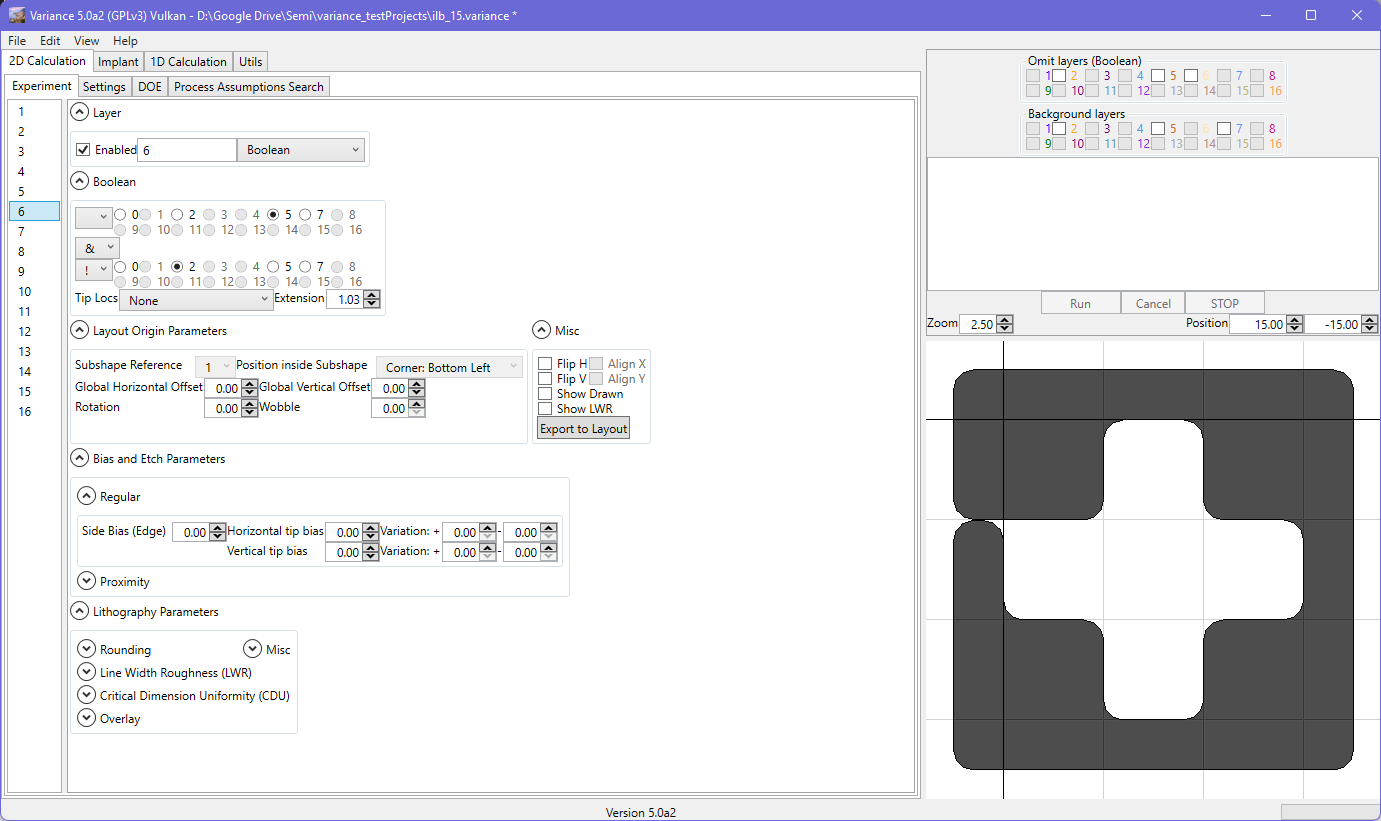 Variance 5.0a2 (GPLv3) Vulkan - D:\Google Drive\Semi\variance_testProjects\ilb_15.variance *
File Edit View Help
2D Calculation Implant 1D Calculation Utils
Experiment Settings DOE Process Assumptions Search
1
2
3
4
5
6
7
8
9
10
11
12
13
14
15
16
Layer
Enabled 6 Boolean
Boolean
0 1 2 3 4 5 7 8
9 10 11 12 13 14 15 16
&
! 0 1 2 3 4 5 7 8
9 10 11 12 13 14 15 16
Tip Locs None Extension 1.03
Layout Origin Parameters
Subshape Reference 1 Position inside Subshape Corner: Bottom Left
Global Horizontal Offset 0.00 Global Vertical Offset 0.00
Rotation 0.00 Wobble 0.00
Misc
Flip H Align X
Flip V Align Y
Show Drawn
Show LWR
Export to Layout
Bias and Etch Parameters
Regular
Side Bias (Edge) 0.00 Horizontal tip bias 0.00 Variation: + 0.00 - 0.00
Vertical tip bias 0.00 Variation: + 0.00 - 0.00
Proximity
Lithography Parameters
Rounding Misc
Line Width Roughness (LWR)
Critical Dimension Uniformity (CDU)
Overlay
Omit layers (Boolean)
1 2 3 4 5 6 7 8
9 10 11 12 13 14 15 16
Background layers
1 2 3 4 5 6 7 8
9 10 11 12 13 14 15 16
Run Cancel STOP
Zoom 2.50 Position 15.00 -15.00
Version 5.0a2